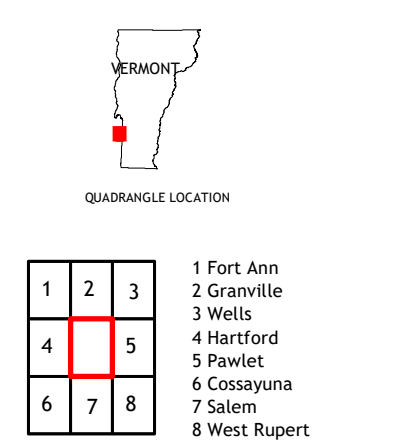 VERMONT
QUADRANGLE LOCATION
1 2 3
4 5
6 7 8
1 Fort Ann
2 Granville
3 Wells
4 Hartford
5 Pawlet
6 Cossayuna
7 Salem
8 West Rupert